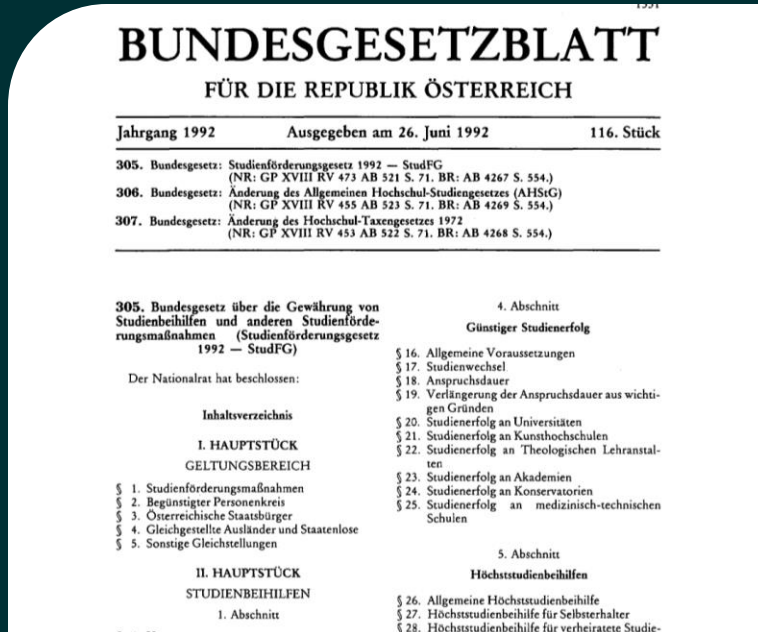 BUNDESGESETZBLATT
FÜR DIE REPUBLIK ÖSTERREICH
Jahrgang 1992 Ausgegeben am 26. Juni 1992 116. Stück
305. Bundesgesetz: Studienförderungsgesetz 1992 — StudFG
(NR: GP XVIII RV 473 AB 521 S. 71. BR: AB 4267 S. 554.)
306. Bundesgesetz: Änderung des Allgemeinen Hochschul-Studiengesetzes (AHStG)
(NR: GP XVIII RV 455 AB 523 S. 71. BR: AB 4269 S. 554.)
307. Bundesgesetz: Änderung des Hochschul-Taxengesetzes 1972
(NR: GP XVIII RV 453 AB 522 S. 71. BR: AB 4268 S. 554.)
305. Bundesgesetz über die Gewährung von
Studienbeihilfen und anderen Studienförde-
rungsmaßnahmen (Studienförderungsgesetz
1992 — StudFG)
Der Nationalrat hat beschlossen:
Inhaltsverzeichnis
I. HAUPTSTÜCK
GELTUNGSBEREICH
§ 1. Studienförderungsmaßnahmen
§ 2. Begünstigter Personenkreis
§ 3. Österreichische Staatsbürger
§ 4. Gleichgestellte Ausländer und Staatenlose
§ 5. Sonstige Gleichstellungen
II. HAUPTSTÜCK
STUDIENBEIHILFEN
1. Abschnitt
4. Abschnitt
Günstiger Studienerfolg
§ 16. Allgemeine Voraussetzungen
§ 17. Studienwechsel
§ 18. Anspruchsdauer
§ 19. Verlängerung der Anspruchsdauer aus wichti-
gen Gründen
§ 20. Studienerfolg an Universitäten
§ 21. Studienerfolg an Kunsthochschulen
§ 22. Studienerfolg an Theologischen Lehranstal-
ten
§ 23. Studienerfolg an Akademien
§ 24. Studienerfolg an Konservatorien
§ 25. Studienerfolg an medizinisch-technischen
Schulen
5. Abschnitt
Höchststudienbeihilfen
§ 26. Allgemeine Höchststudienbeihilfe
§ 27. Höchststudienbeihilfe für Selbsterhalter
§ 28. Höchststudienbeihilfe für verheiratete Studie-